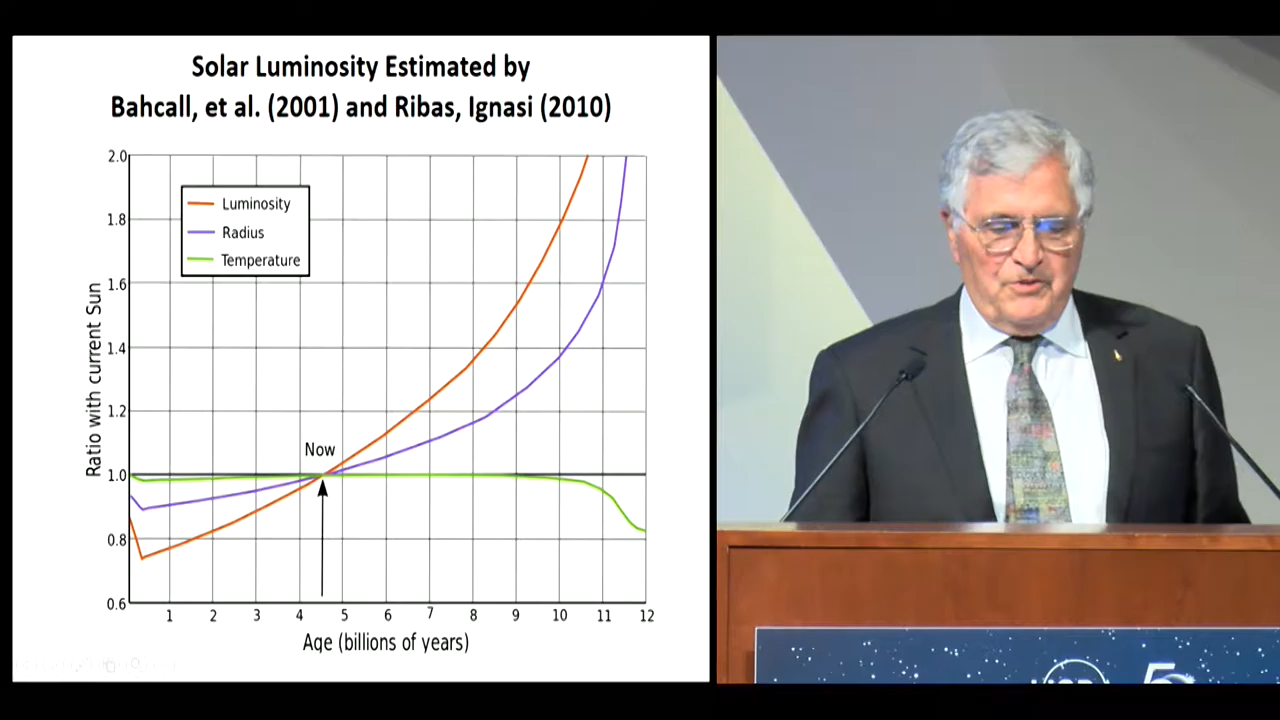 Solar Luminosity Estimated by
Bahcall, et al. (2001) and Ribas, Ignasi (2010)
2.0
1.8
1.6
1.4
1.2
1.0
0.8
0.6
Ratio with current Sun
Luminosity
Radius
Temperature
Now
1 2 3 4 5 6 7 8 9 10 11 12
Age (billions of years)